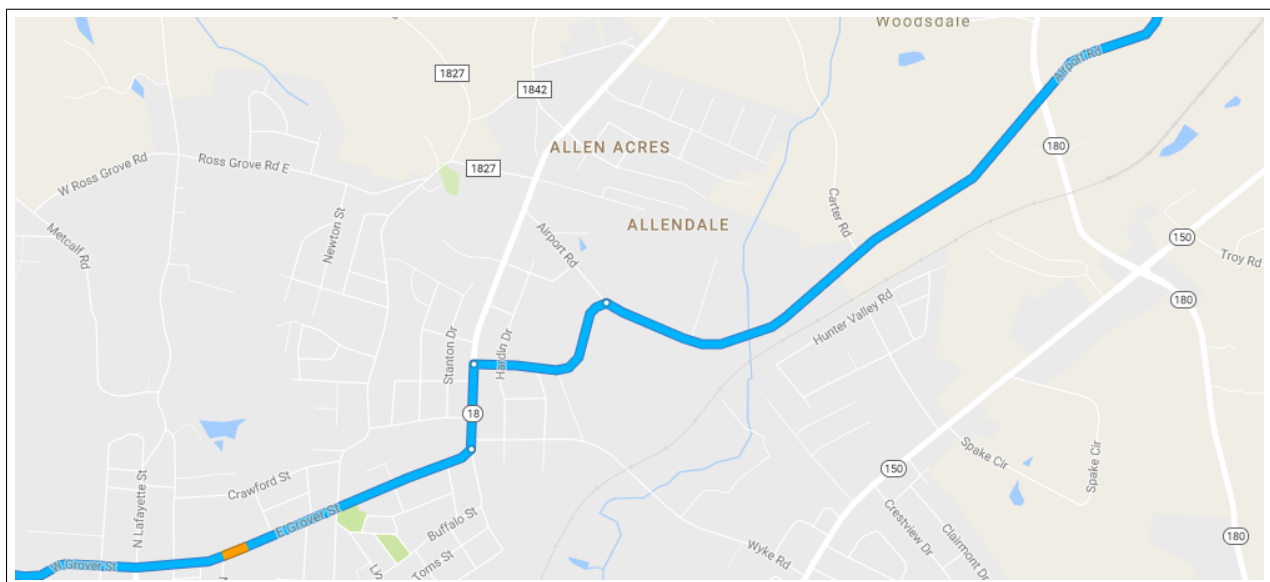 Woodsdale
Airport Rd
1827
1842
180
ALLEN ACRES
W Ross Grove Rd
Ross Grove Rd E
1827
Metcalf Rd
Newton St
Airport Rd
ALLENDALE
Carter Rd
150
Troy Rd
180
Hunter Valley Rd
Stanton Dr
Hardin Dr
18
Spake Cir
Spake Cir
150
N Lafayette St
Crawford St
E Grover St
Buffalo St
Toms St
W Grover St
Wyke Rd
Crestview Dr
Clairmont Dr
180